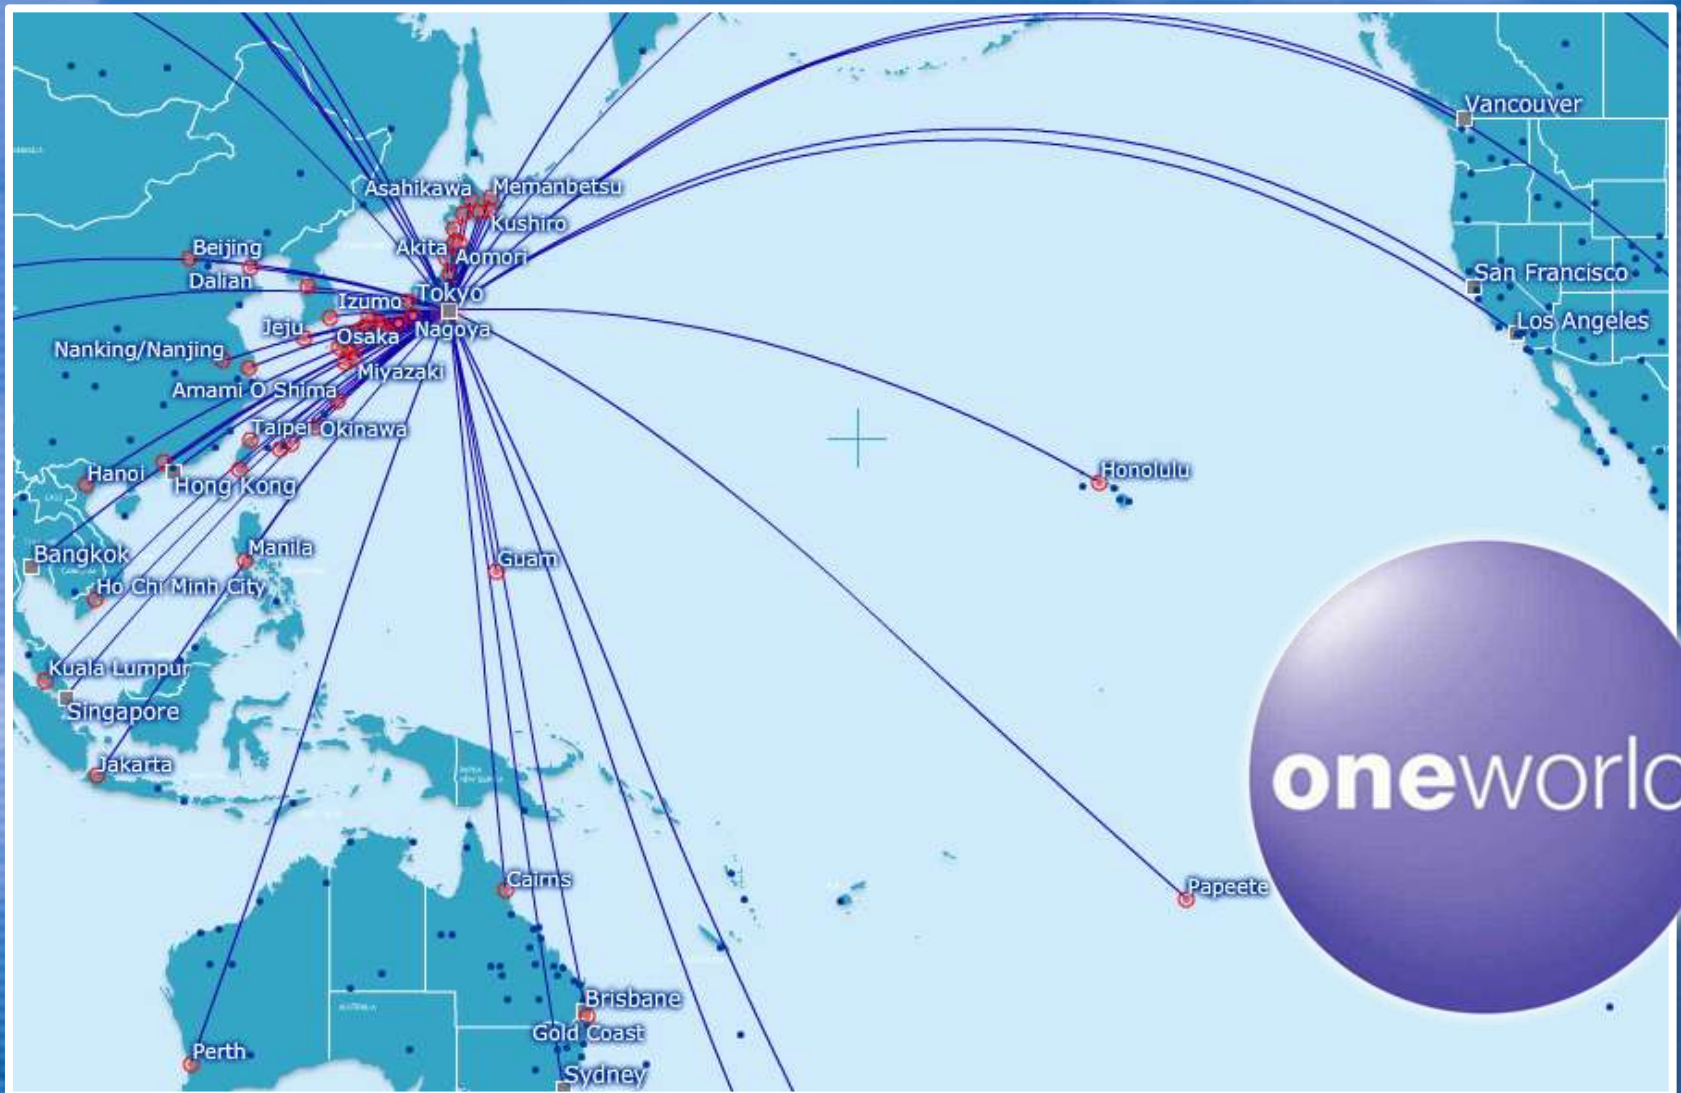 Vancouver
Asahikawa
Memanbetsu
Kushiro
Akita
Aomori
Beijing
Dalian
San Francisco
Izumo
Tokyo
Los Angeles
Jeju
Osaka
Nagoya
Nanking/Nanjing
Miyazaki
Amami O Shima
Taipei
Okinawa
Hanoi
Hong Kong
Honolulu
Bangkok
Manila
Guam
Ho Chi Minh City
Kuala Lumpur
Singapore
Jakarta
oneworld
Cairns
Papeete
Brisbane
Gold Coast
Perth
Sydney